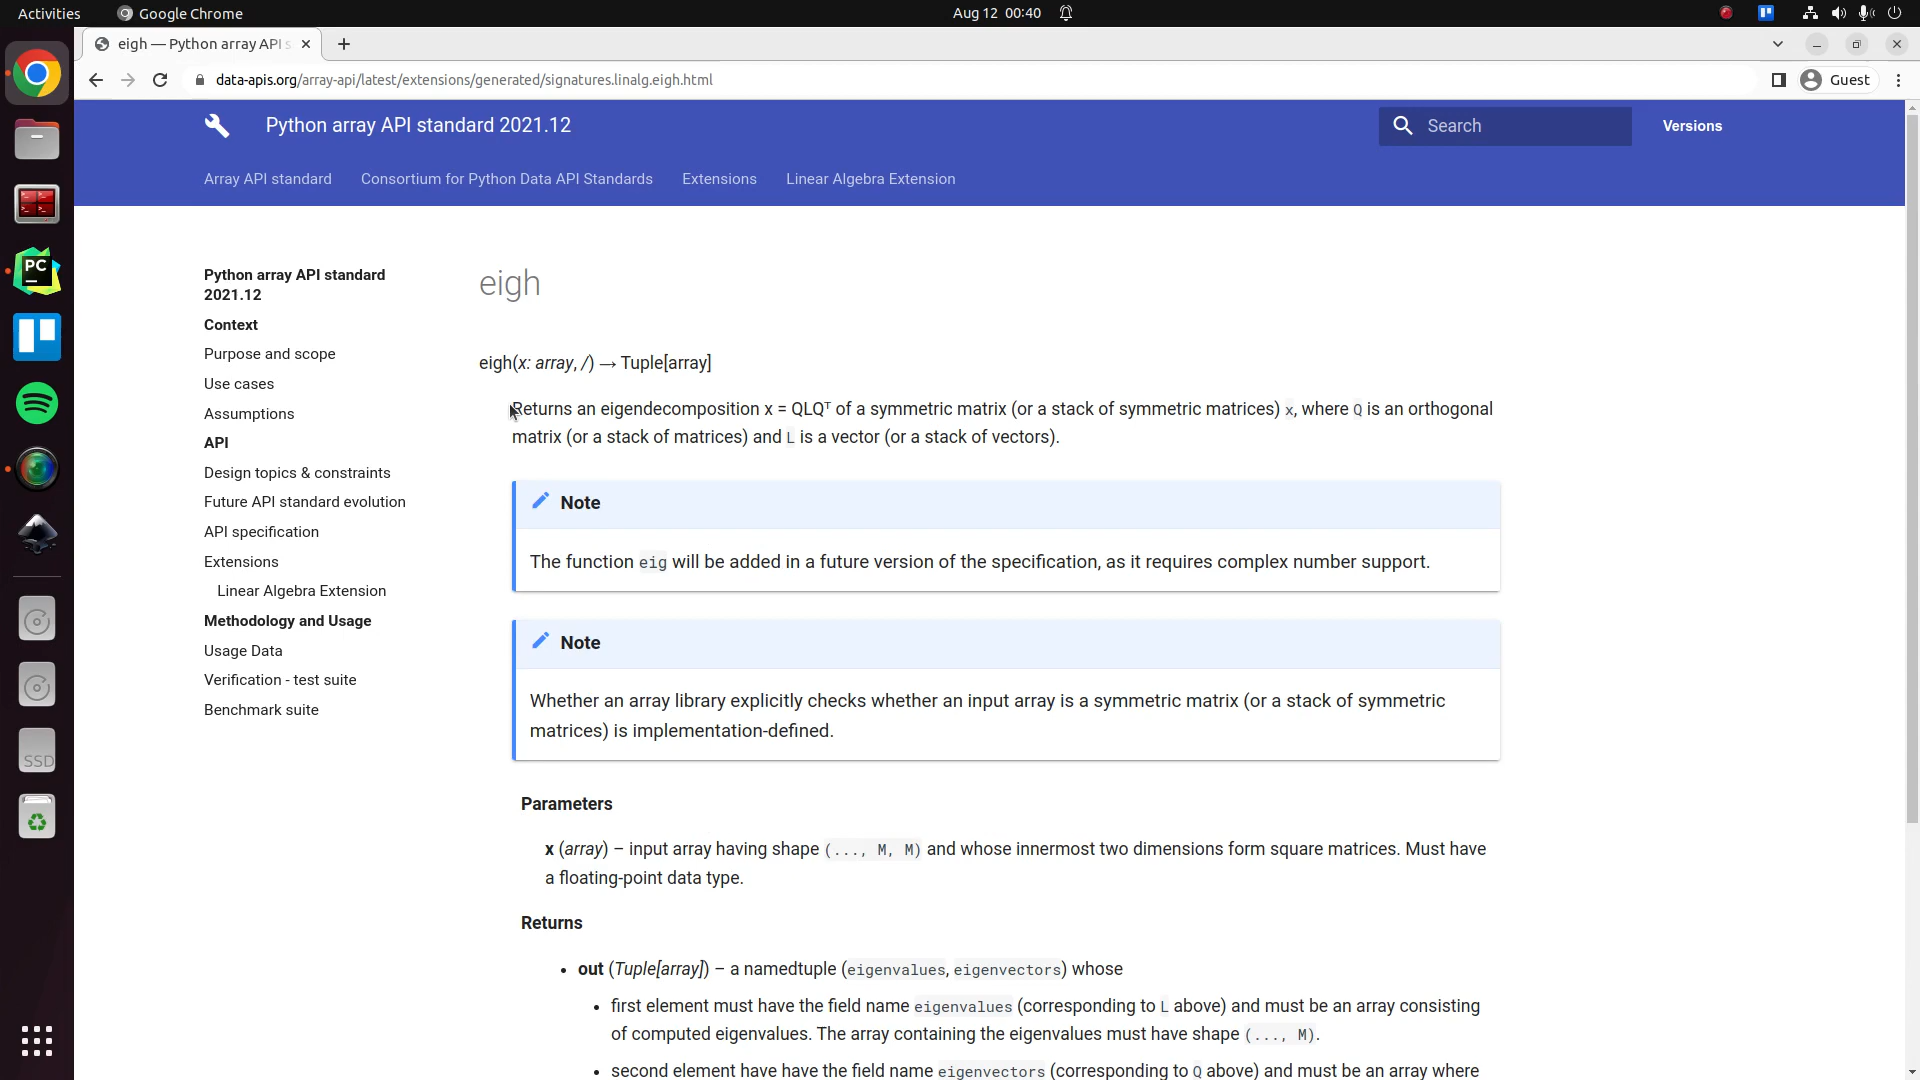 Activities
Google Chrome
Aug 12 00:40
eigh — Python array API s
data-apis.org/array-api/latest/extensions/generated/signatures.linalg.eigh.html
Guest
Python array API standard 2021.12
Search
Versions
Array API standard
Consortium for Python Data API Standards
Extensions
Linear Algebra Extension
Python array API standard
2021.12
Context
Purpose and scope
Use cases
Assumptions
API
Design topics & constraints
Future API standard evolution
API specification
Extensions
Linear Algebra Extension
Methodology and Usage
Usage Data
Verification - test suite
Benchmark suite
PC
SSD
eigh
eigh(x: array, /) → Tuple[array]
Returns an eigendecomposition x = QLQᵀ of a symmetric matrix (or a stack of symmetric matrices) x, where Q is an orthogonal
matrix (or a stack of matrices) and L is a vector (or a stack of vectors).
Note
The function eig will be added in a future version of the specification, as it requires complex number support.
Note
Whether an array library explicitly checks whether an input array is a symmetric matrix (or a stack of symmetric
matrices) is implementation-defined.
Parameters
x (array) – input array having shape (..., M, M) and whose innermost two dimensions form square matrices. Must have
a floating-point data type.
Returns
• out (Tuple[array]) – a namedtuple (eigenvalues, eigenvectors) whose
• first element must have the field name eigenvalues (corresponding to L above) and must be an array consisting
of computed eigenvalues. The array containing the eigenvalues must have shape (..., M).
• second element have have the field name eigenvectors (corresponding to Q above) and must be an array where